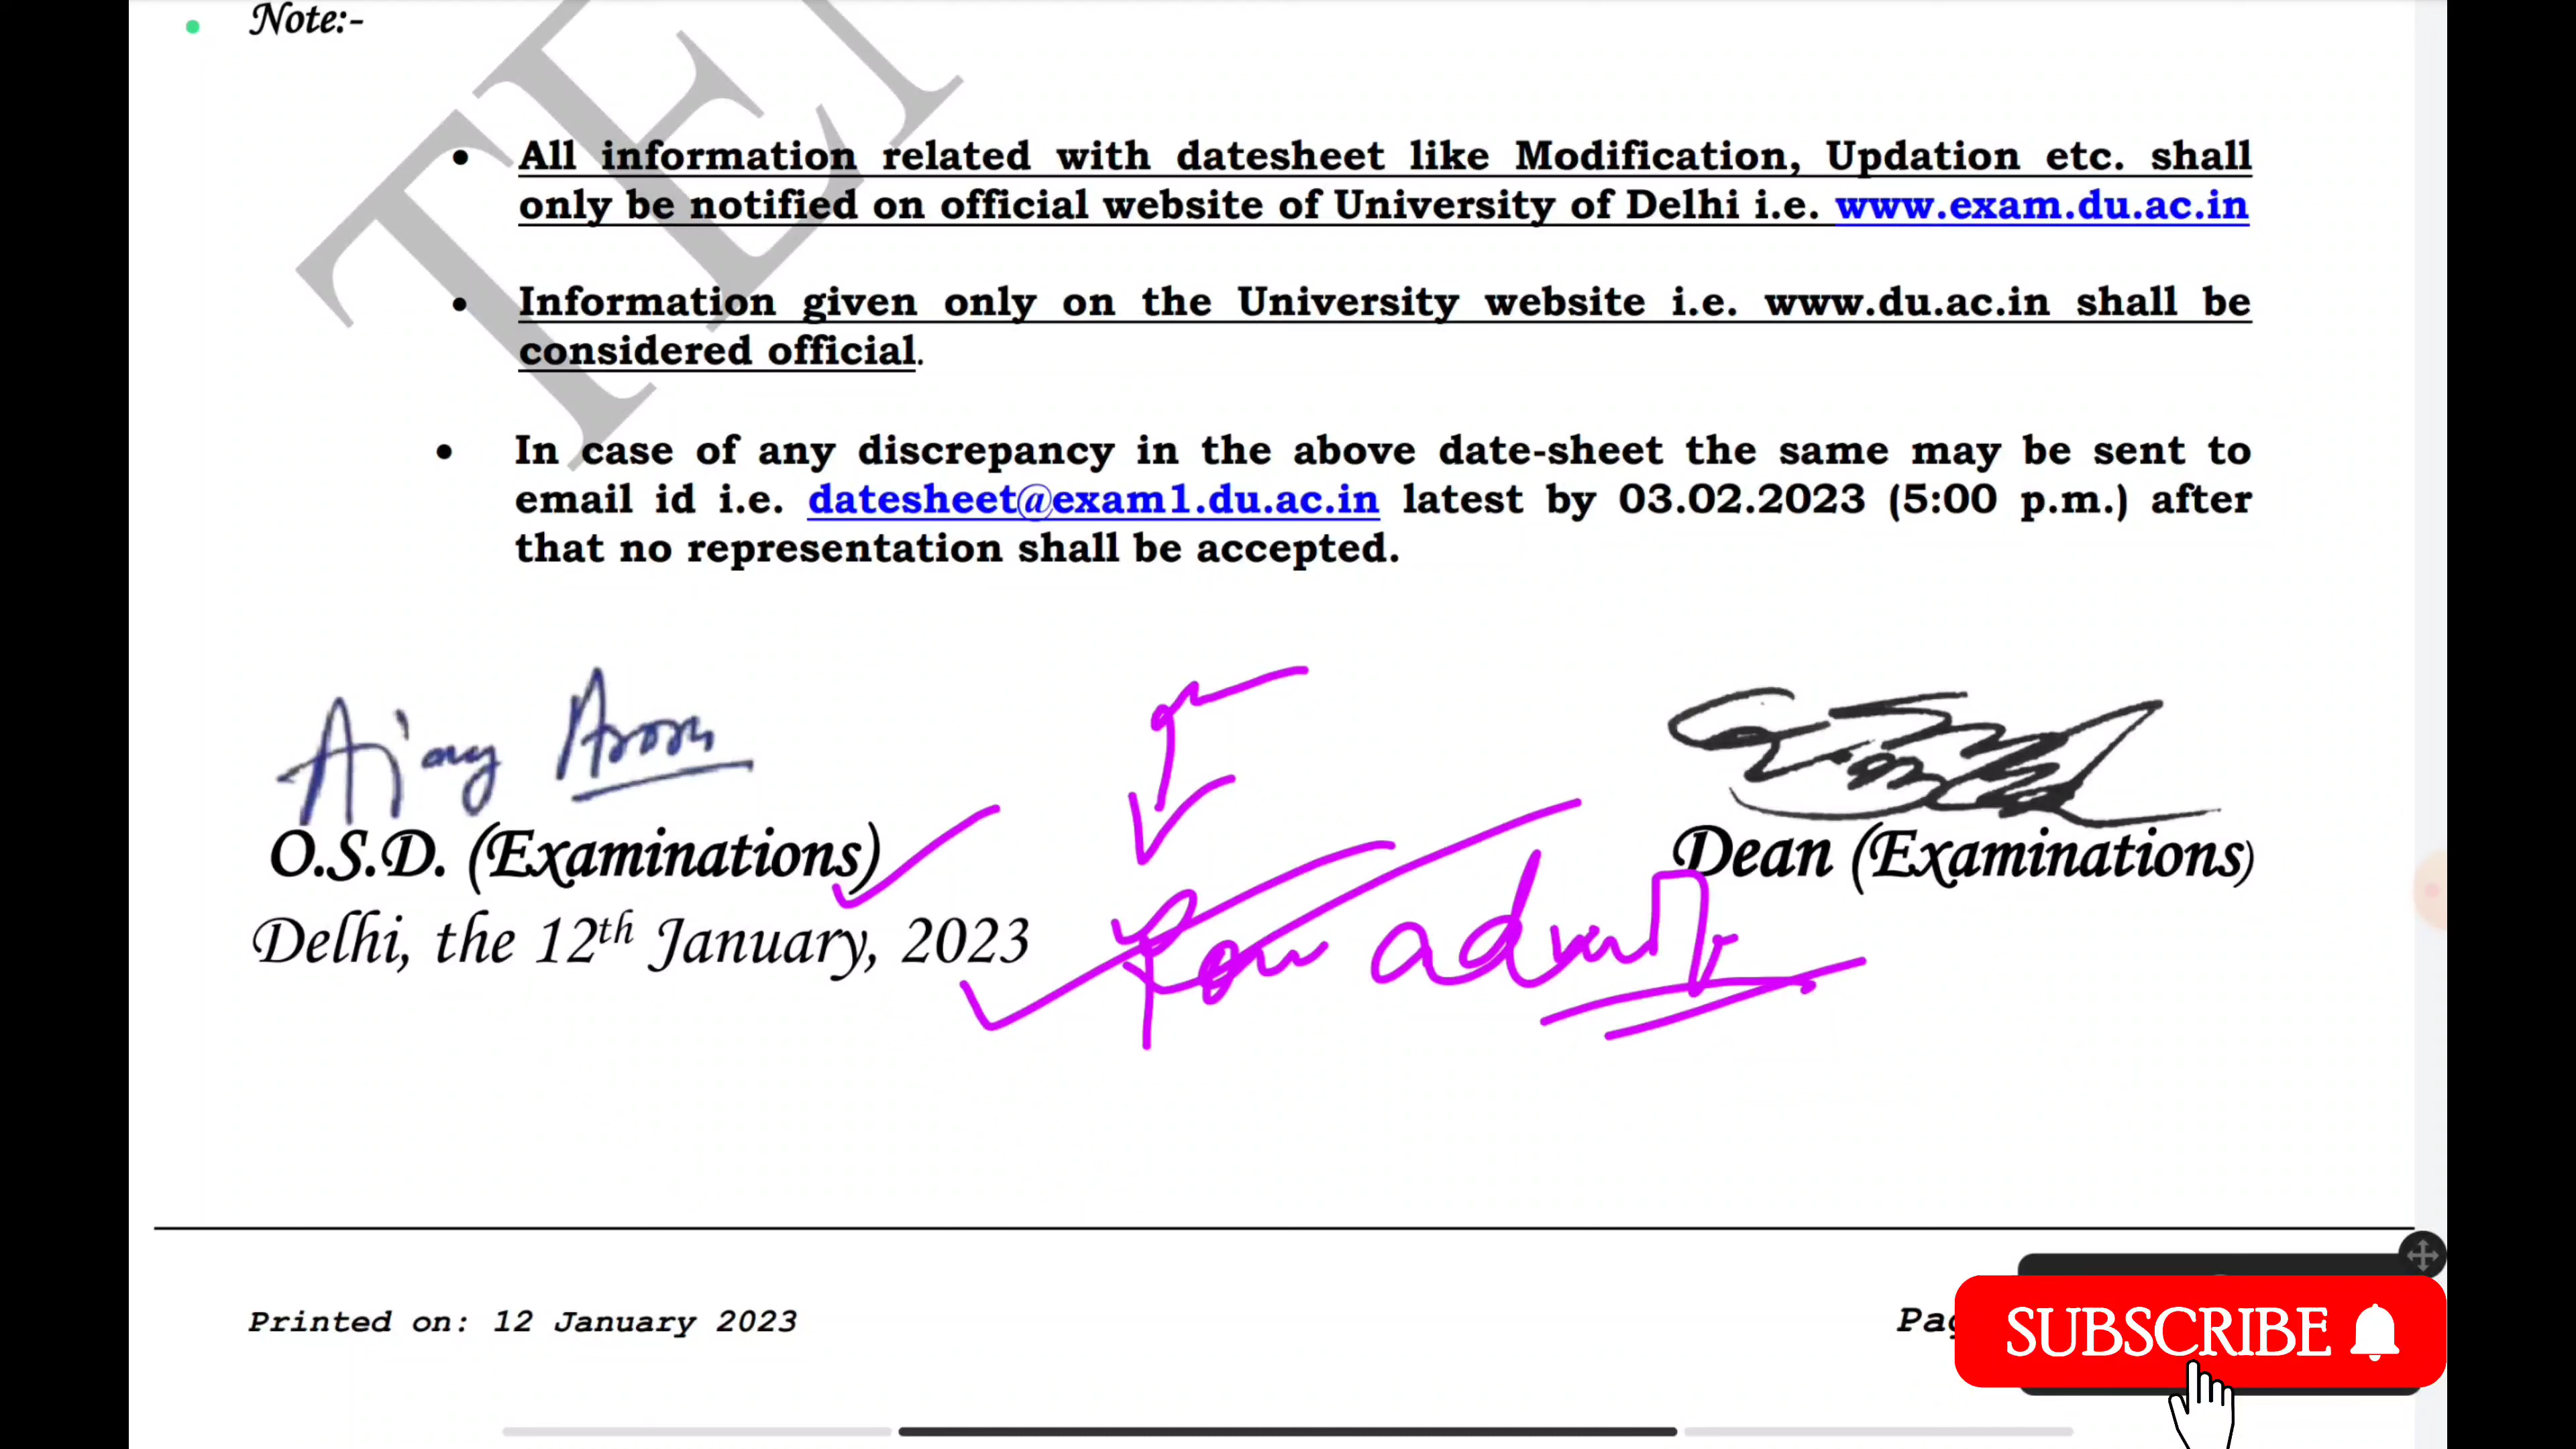 Note:-
All information related with datesheet like Modification, Updation etc. shall
only be notified on official website of University of Delhi i.e. www.exam.du.ac.in
Information given only on the University website i.e. www.du.ac.in shall be
considered official.
In case of any discrepancy in the above date-sheet the same may be sent to
email id i.e. datesheet@exam1.du.ac.in latest by 03.02.2023 (5:00 p.m.) after
that no representation shall be accepted.
O.S.D. (Examinations)
Dean (Examinations)
Delhi, the 12th January, 2023
Printed on: 12 January 2023
SUBSCRIBE